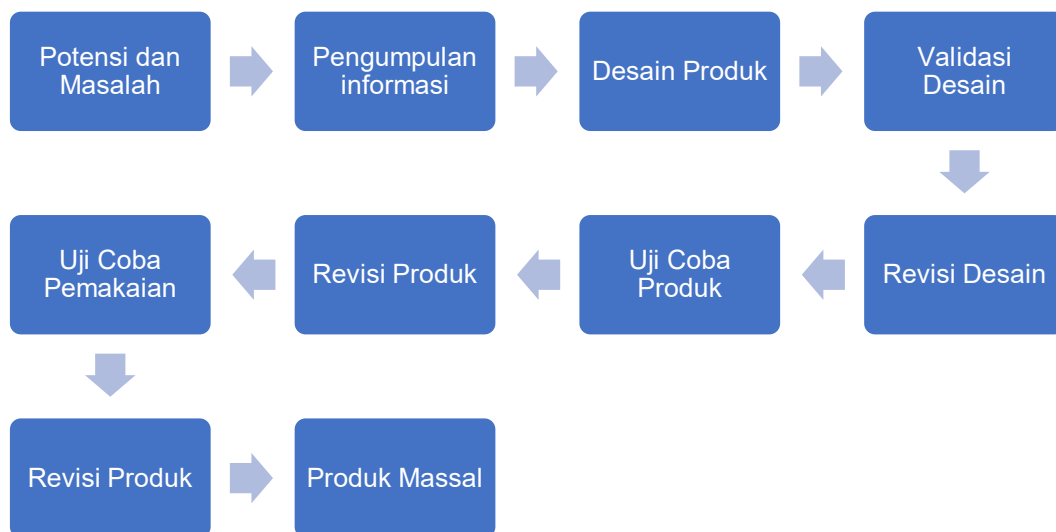 Potensi dan
Masalah
Pengumpulan
informasi
Desain Produk
Validasi
Desain
Revisi Desain
Uji Coba
Produk
Revisi Produk
Uji Coba
Pemakaian
Revisi Produk
Produk Massal